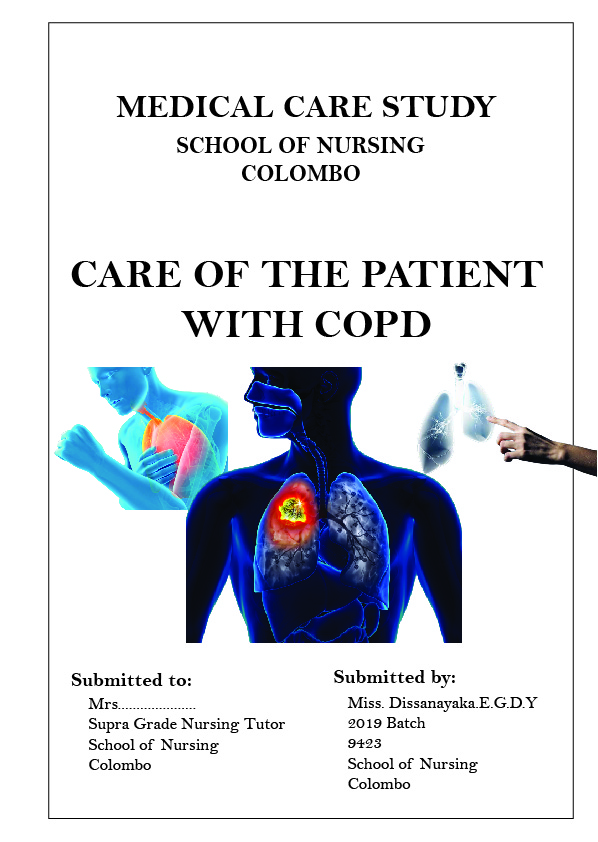 MEDICAL CARE STUDY
SCHOOL OF NURSING
COLOMBO
CARE OF THE PATIENT
WITH COPD
Submitted to:
Mrs.....................
Supra Grade Nursing Tutor
School of Nursing
Colombo
Submitted by:
Miss. Dissanayaka.E.G.D.Y
2019 Batch
9423
School of Nursing
Colombo